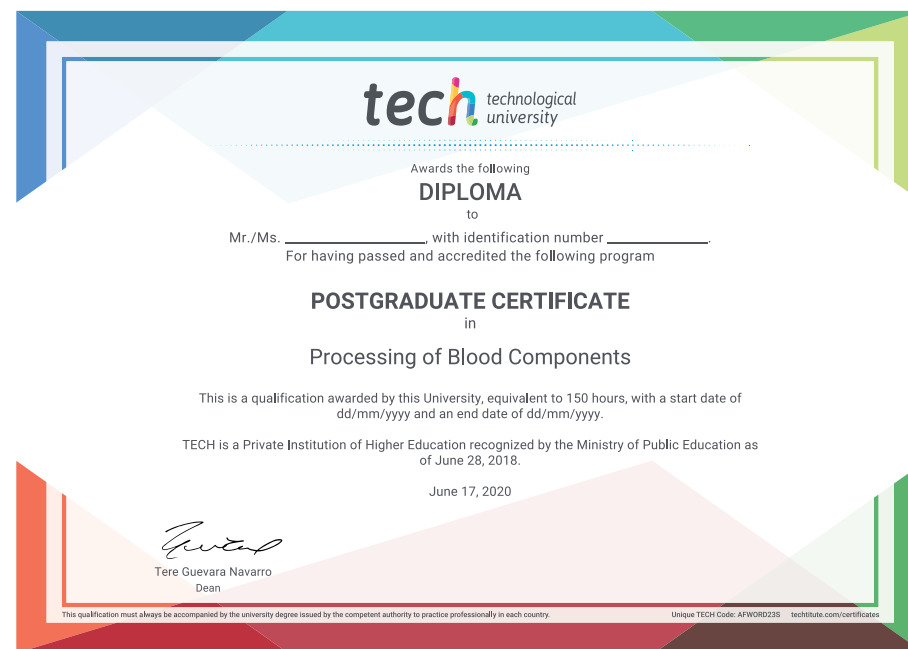 tech technological
university
Awards the following
DIPLOMA
to
Mr./Ms. ____________________, with identification number ______________.
For having passed and accredited the following program
POSTGRADUATE CERTIFICATE
in
Processing of Blood Components
This is a qualification awarded by this University, equivalent to 150 hours, with a start date of
dd/mm/yyyy and an end date of dd/mm/yyyy.
TECH is a Private Institution of Higher Education recognized by the Ministry of Public Education as
of June 28, 2018.
June 17, 2020
Tere Guevara Navarro
Dean
This qualification must always be accompanied by the university degree issued by the competent authority to practice professionally in each country. Unique TECH Code: AFWORD23S techtitute.com/certificates